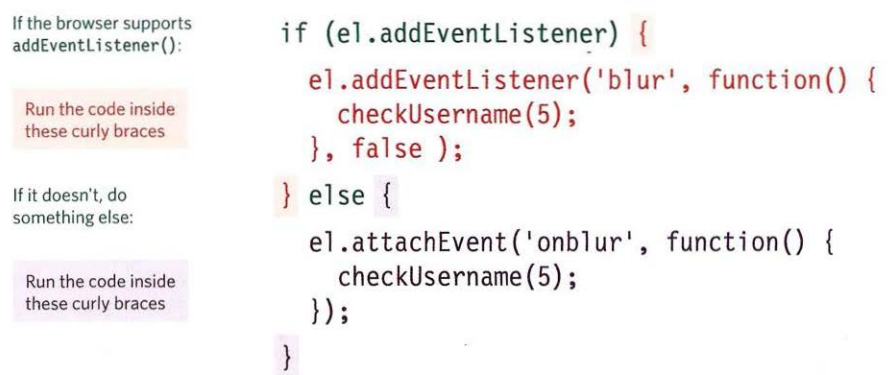 If the browser supports
addEventListener():
Run the code inside
these curly braces
If it doesn't, do
something else:
Run the code inside
these curly braces
if (el.addEventListener) {
el.addEventListener('blur', function() {
checkUsername(5);
}, false );
} else {
el.attachEvent('onblur', function() {
checkUsername(5);
});
}